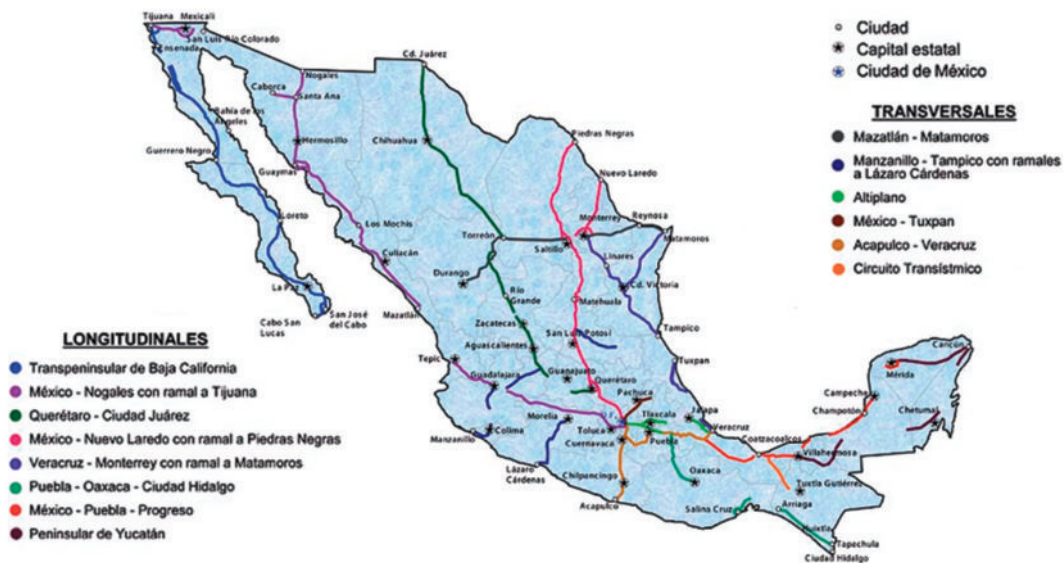 Tijuana
Mexicali
San Luis Río Colorado
Ensenada
Cd. Juárez
Nogales
Caborca
Santa Ana
Bahía de los
Ángeles
Hermosillo
Chihuahua
Piedras Negras
Guerrero Negro
Guaymas
Nuevo Laredo
Loreto
Los Mochis
Monterrey
Reynosa
Matamoros
Torreón
Saltillo
Culiacán
Linares
Durango
La Paz
Cd. Victoria
Río
Grande
Matehuala
Cabo San
Lucas
San José
del Cabo
Mazatlán
Zacatecas
San Luis Potosí
Tampico
Aguascalientes
Tepic
Tuxpan
Guadalajara
Guanajuato
Querétaro
Pachuca
Cancún
Mérida
Campeche
Morelia
D.F.
Tlaxcala
Jalapa
Champotón
Chetumal
Manzanillo
Colima
Toluca
Puebla
Veracruz
Coatzacoalcos
Cuernavaca
Villahermosa
Lázaro
Cárdenas
Chilpancingo
Oaxaca
Tuxtla Gutiérrez
Acapulco
Salina Cruz
Arriaga
Huixtla
Tapachula
Ciudad Hidalgo
Ciudad
Capital estatal
Ciudad de México
TRANSVERSALES
Mazatlán - Matamoros
Manzanillo - Tampico con ramales
a Lázaro Cárdenas
Altiplano
México - Tuxpan
Acapulco - Veracruz
Circuito Transístmico
LONGITUDINALES
Transpeninsular de Baja California
México - Nogales con ramal a Tijuana
Querétaro - Ciudad Juárez
México - Nuevo Laredo con ramal a Piedras Negras
Veracruz - Monterrey con ramal a Matamoros
Puebla - Oaxaca - Ciudad Hidalgo
México - Puebla - Progreso
Peninsular de Yucatán